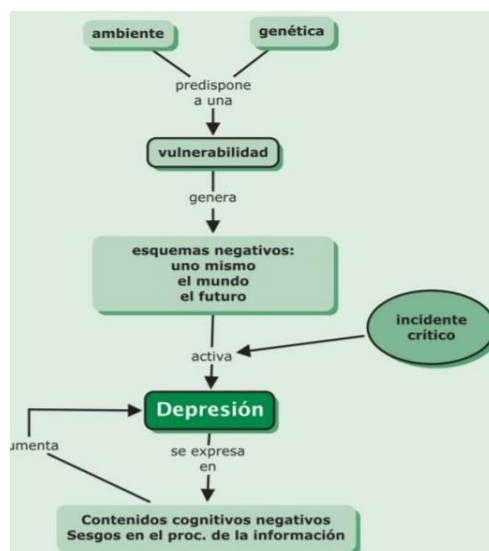 ambiente
genética
predispone
a una
vulnerabilidad
genera
esquemas negativos:
uno mismo
el mundo
el futuro
incidente
crítico
activa
Depresión
umenta
se expresa
en
Contenidos cognitivos negativos
Sesgos en el proc. de la información